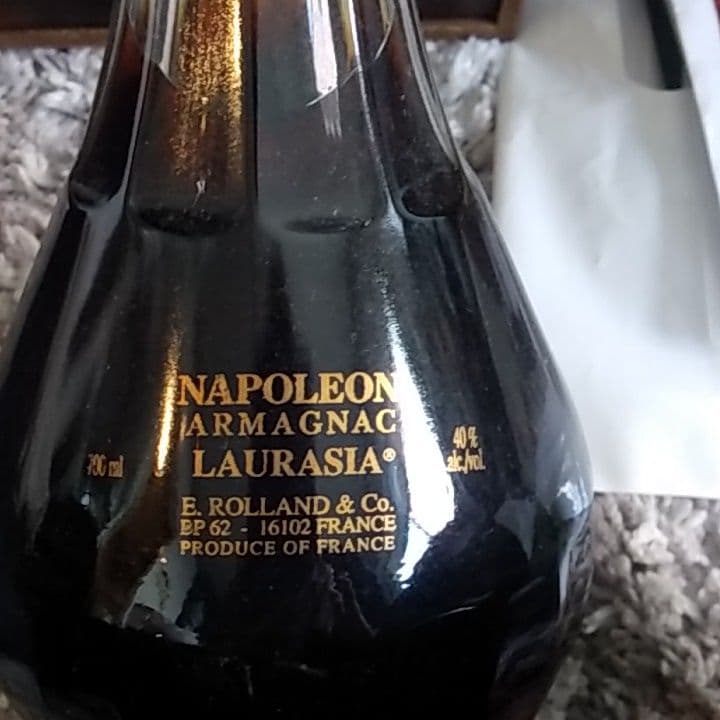 NAPOLEON
ARMAGNAC
LAURASIA®
700 ml
40%
alc./vol.
E. ROLLAND & Co.
BP 62 - 16102 FRANCE
PRODUCE OF FRANCE